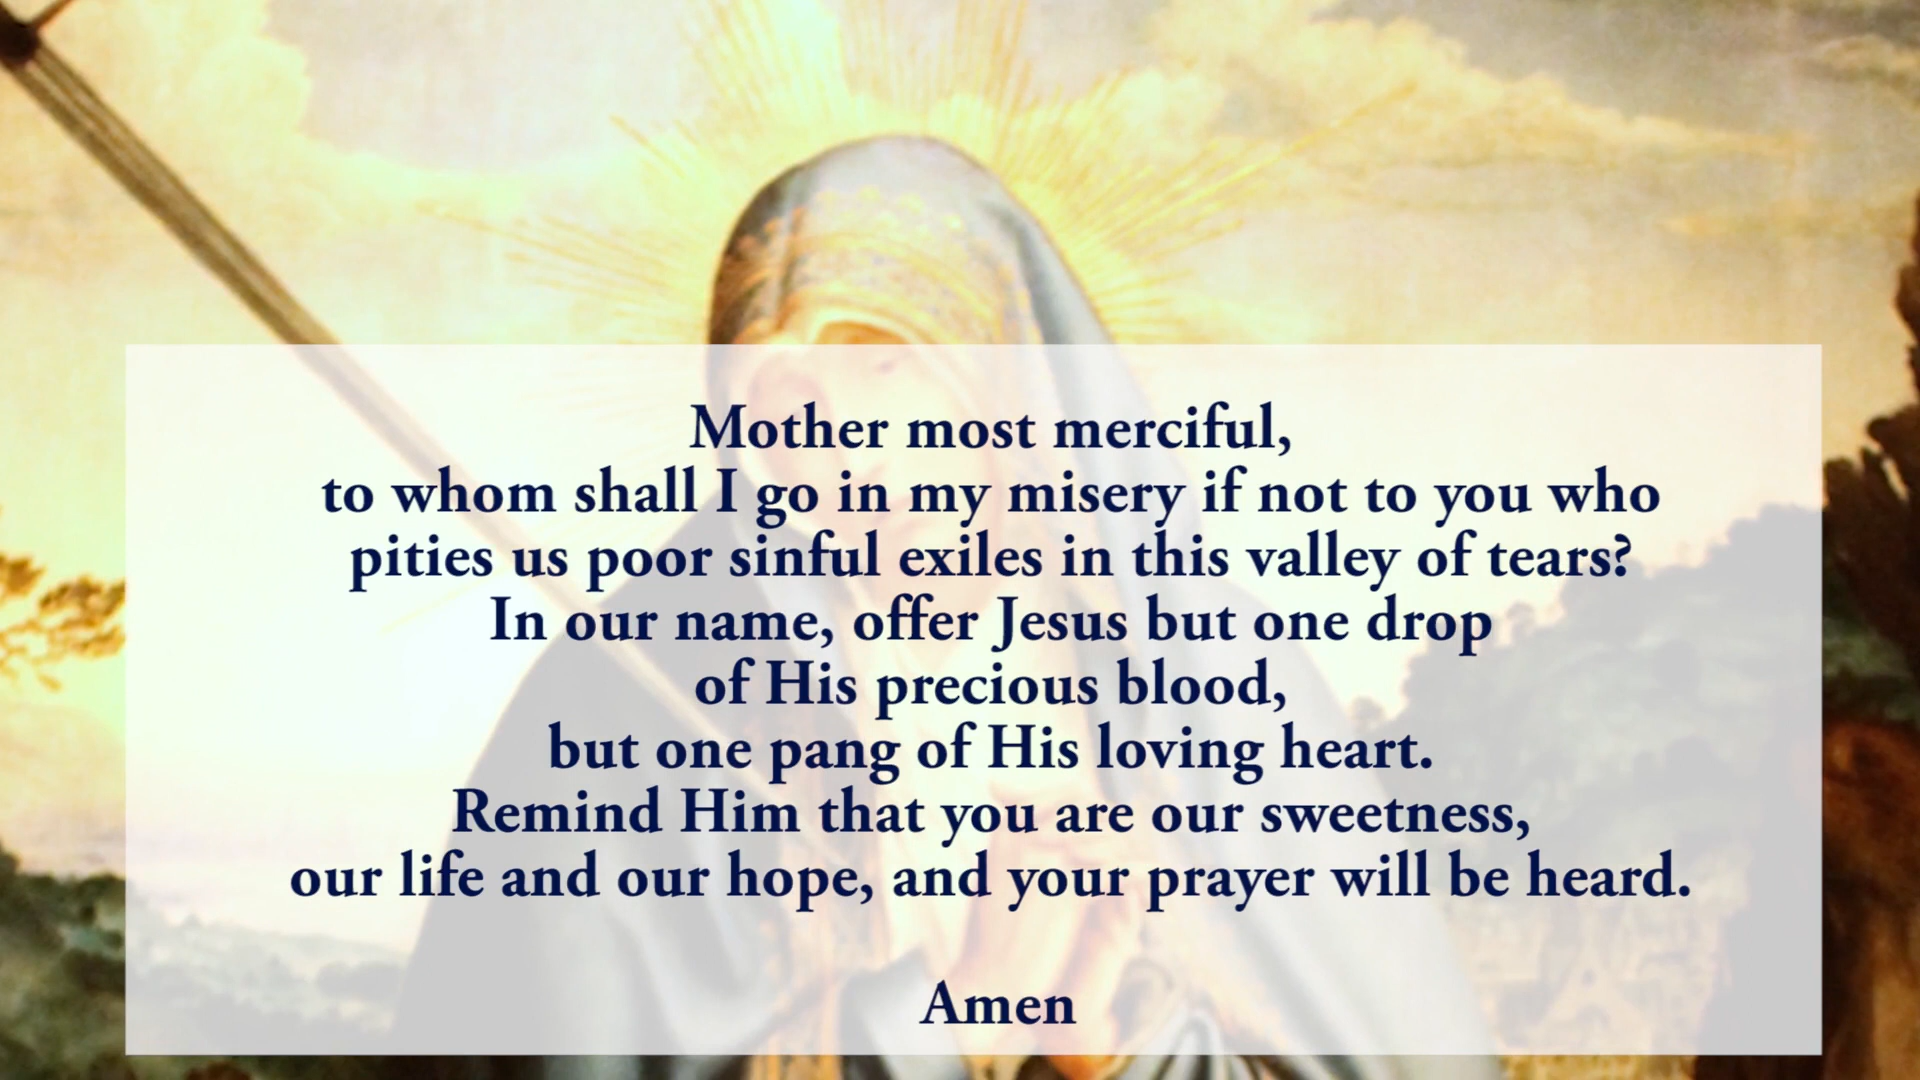 Mother most merciful,
to whom shall I go in my misery if not to you who
pities us poor sinful exiles in this valley of tears?
In our name, offer Jesus but one drop
of His precious blood,
but one pang of His loving heart.
Remind Him that you are our sweetness,
our life and our hope, and your prayer will be heard.
Amen